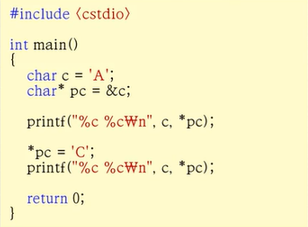 #include <cstdio>
int main()
{
char c = 'A';
char* pc = &c;
printf("%c %c₩n", c, *pc);
*pc = 'C';
printf("%c %c₩n", c, *pc);
return 0;
}